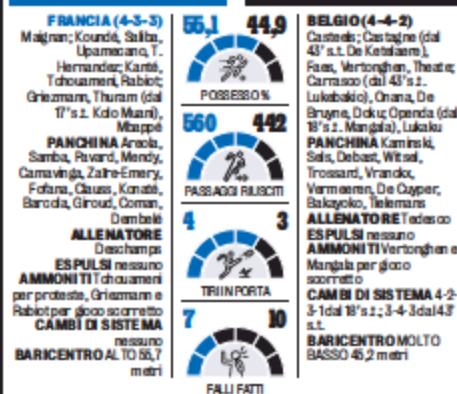 FRANCIA (4-3-3)
Maignan; Koundé, Saliba,
Upamecano, T.
Hernandez; Kanté,
Tchouameni, Rabiot;
Griezmann, Thuram (dal
17's.t. Kolo Muani),
Mbappé
PANCHINA Areola,
Samba, Pavard, Mendy,
Camavinga, Zaïre-Emery,
Fofana, Clauss, Konaté,
Barcola, Giroud, Coman,
Dembelé
ALLENATORE
Deschamps
ESPULSI nessuno
AMMONITI Tchouameni
per proteste, Griezmann e
Rabiot per gioco scorretto
CAMBI DI SISTEMA
nessuno
BARICENTRO ALTO 55,7
metri
55,1 44,9
POSSESSO %
560 442
PASSAGGI RIUSCITI
4 3
TIRI IN PORTA
7 10
FALLI FATTI
BELGIO (4-4-2)
Casteels; Castagne (dal
43's.t. De Ketelaere),
Faes, Vertonghen, Theate;
Carrasco (dal 43's.t.
Lukebakio), Onana, De
Bruyne, Doku; Openda (dal
18's.t. Mangala), Lukaku
PANCHINA Kaminski,
Sels, Debast, Witsel,
Trossard, Vranckx,
Vermeeren, De Cuyper,
Bakayoko, Tielemans
ALLENATORE Tedesco
ESPULSI nessuno
AMMONITI Vertonghen e
Mangala per gioco
scorretto
CAMBI DI SISTEMA 4-2-
3-1 dal 18's.t.; 3-4-3 dal 43'
s.t.
BARICENTRO MOLTO
BASSO 45,2 metri